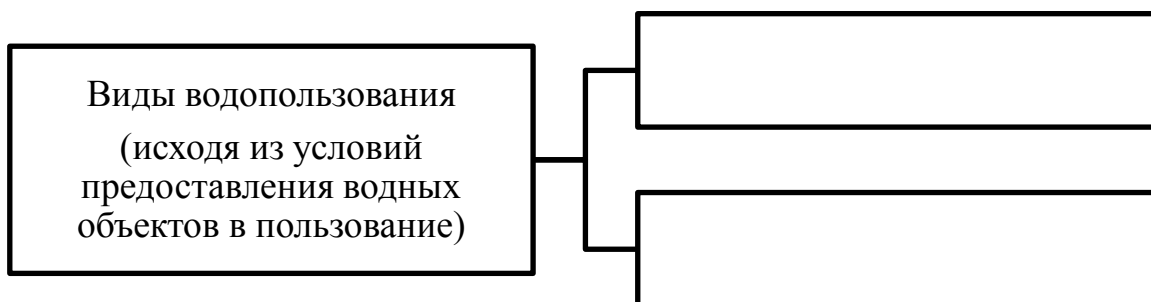 Виды водопользования
(исходя из условий
предоставления водных
объектов в пользование)